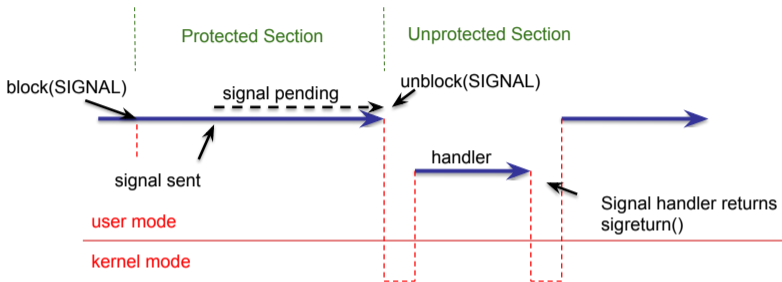 Protected Section
Unprotected Section
block(SIGNAL)
signal pending
unblock(SIGNAL)
signal sent
handler
Signal handler returns
sigreturn()
user mode
kernel mode